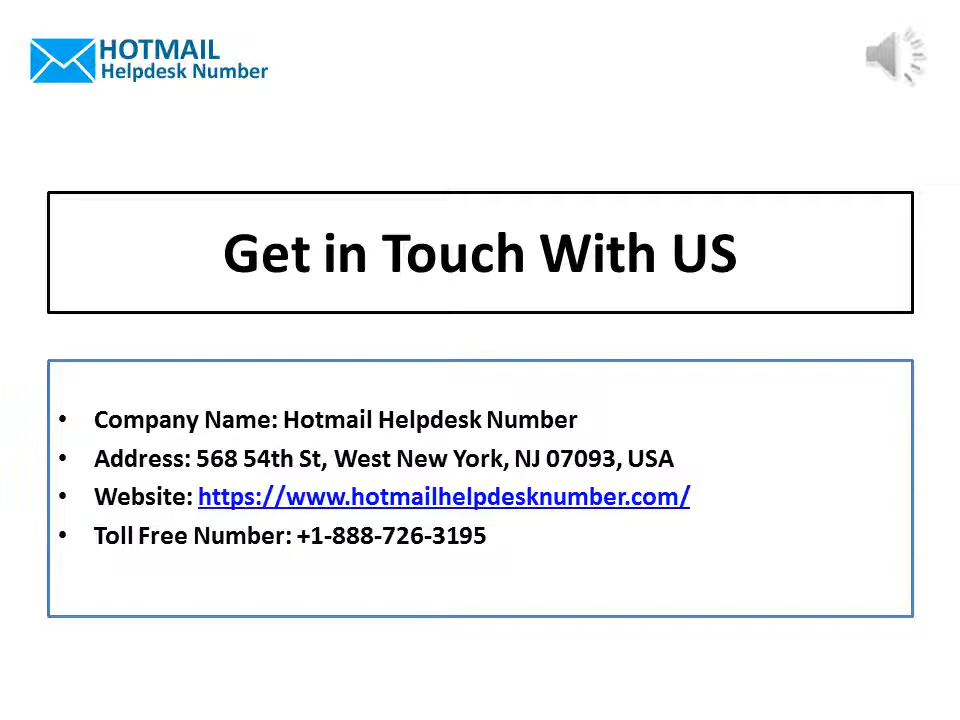 HOTMAIL
Helpdesk Number
Get in Touch With US
• Company Name: Hotmail Helpdesk Number
• Address: 568 54th St, West New York, NJ 07093, USA
• Website: https://www.hotmailhelpdesknumber.com/
• Toll Free Number: +1-888-726-3195